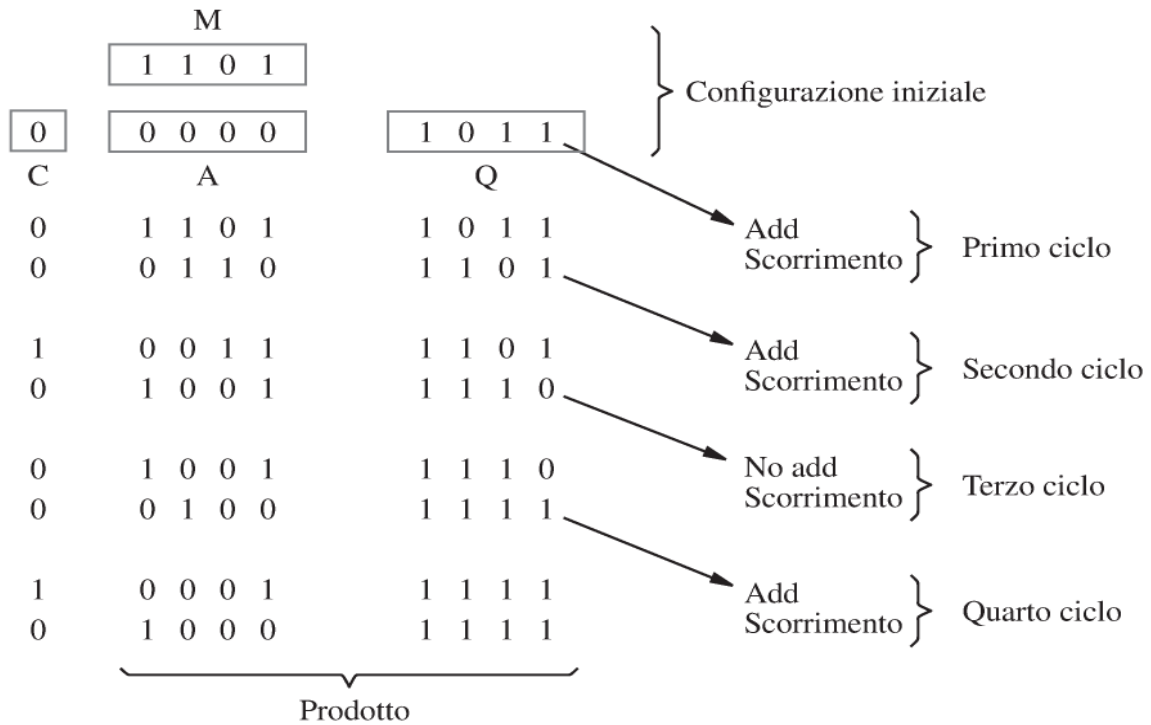 M
1 1 0 1
Configurazione iniziale
0 0 0 0 0 1 0 1 1
C A Q
0 1 1 0 1 1 0 1 1 Add
Primo ciclo
0 0 1 1 0 1 1 0 1 Scorrimento
1 0 0 1 1 1 1 0 1 Add
Secondo ciclo
0 1 0 0 1 1 1 1 0 Scorrimento
0 1 0 0 1 1 1 1 0 No add
Terzo ciclo
0 0 1 0 0 1 1 1 1 Scorrimento
1 0 0 0 1 1 1 1 1 Add
Quarto ciclo
0 1 0 0 0 1 1 1 1 Scorrimento
Prodotto